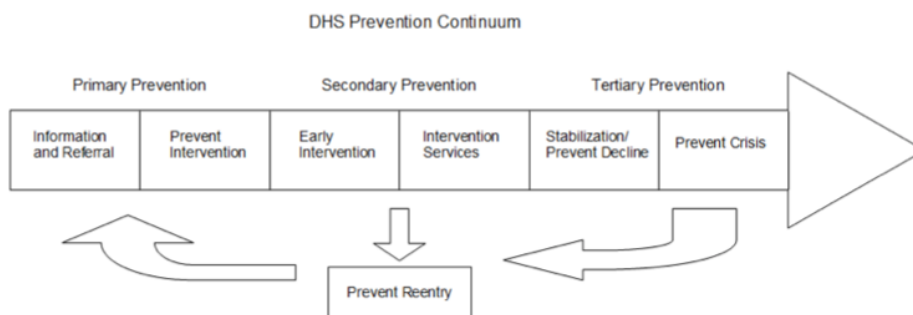 DHS Prevention Continuum
Primary Prevention
Secondary Prevention
Tertiary Prevention
Information
and Referral
Prevent
Intervention
Early
Intervention
Intervention
Services
Stabilization/
Prevent Decline
Prevent Crisis
Prevent Reentry